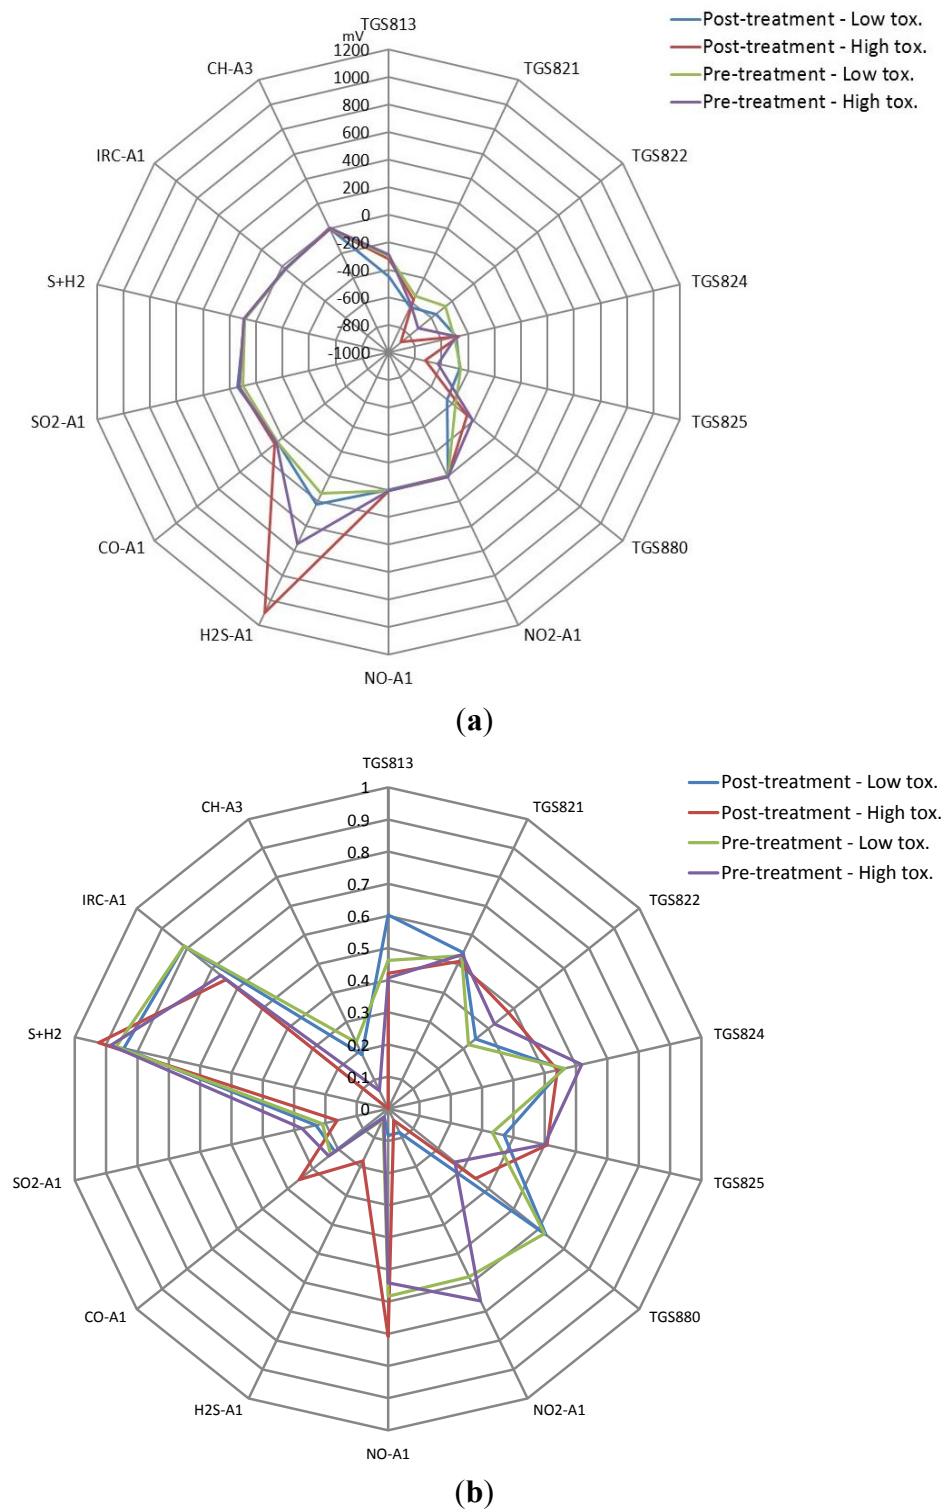 TGS813
mV
TGS821
TGS822
TGS824
TGS825
TGS880
NO2-A1
NO-A1
H2S-A1
CO-A1
SO2-A1
S+H2
IRC-A1
CH-A3
1200
1000
800
600
400
200
0
-200
-400
-600
-800
-1000
Post-treatment - Low tox.
Post-treatment - High tox.
Pre-treatment - Low tox.
Pre-treatment - High tox.
(a)
TGS813
TGS821
TGS822
TGS824
TGS825
TGS880
NO2-A1
NO-A1
H2S-A1
CO-A1
SO2-A1
S+H2
IRC-A1
CH-A3
1
0.9
0.8
0.7
0.6
0.5
0.4
0.3
0.2
0.1
0
Post-treatment - Low tox.
Post-treatment - High tox.
Pre-treatment - Low tox.
Pre-treatment - High tox.
(b)